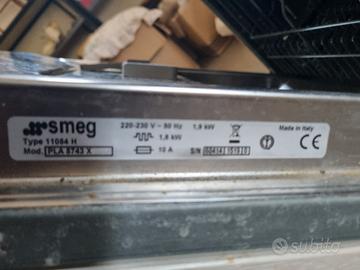 smeg
220-230 V ~ 50 Hz 1,9 kW
Type 11084 H
1,8 kW
Made in Italy
Mod. PLA 8743 X
10 A
S/N
CE
subito